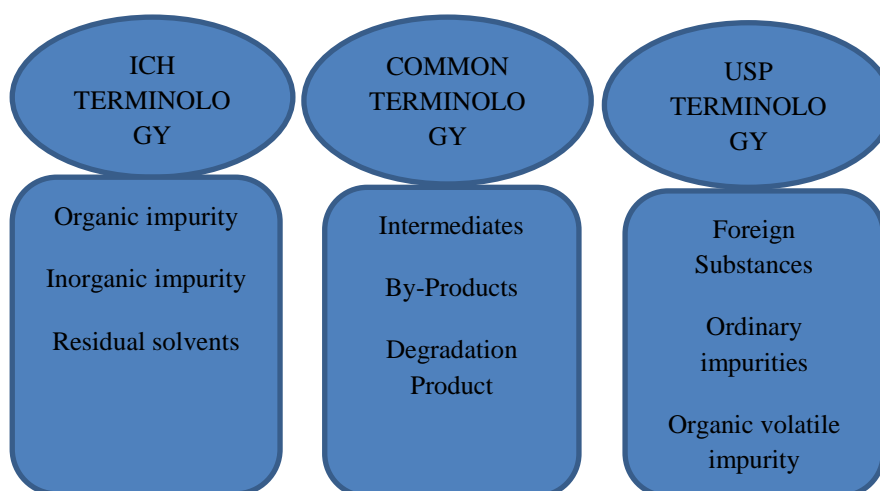 ICH
TERMINOLO
GY
Organic impurity
Inorganic impurity
Residual solvents
COMMON
TERMINOLO
GY
Intermediates
By-Products
Degradation
Product
USP
TERMINOLO
GY
Foreign
Substances
Ordinary
impurities
Organic volatile
impurity